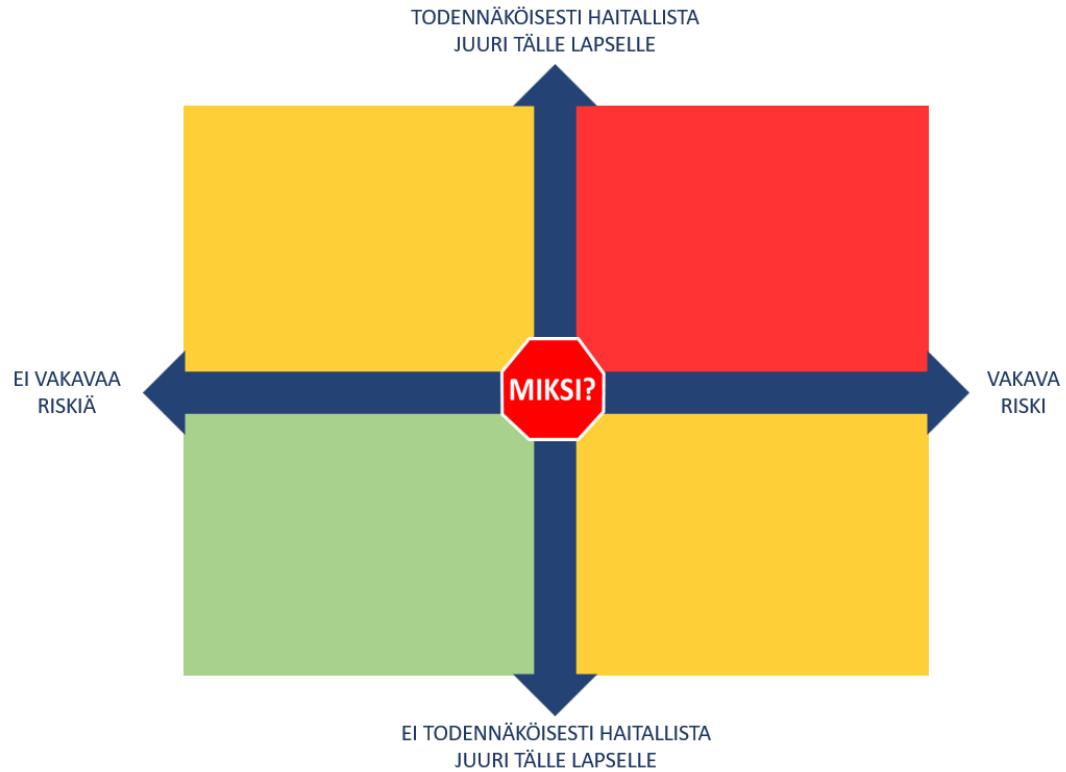 TODENNÄKÖISESTI HAITALLISTA
JUURI TÄLLE LAPSELLE
EI VAKAVAA
RISKIÄ
MIKSI?
VAKAVA
RISKI
EI TODENNÄKÖISESTI HAITALLISTA
JUURI TÄLLE LAPSELLE